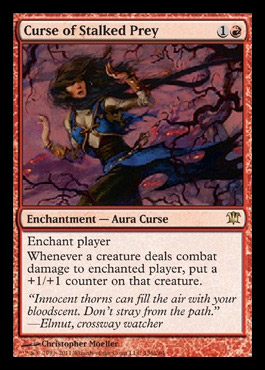 Curse of Stalked Prey 1
Enchantment — Aura Curse
Enchant player
Whenever a creature deals combat
damage to enchanted player, put a
+1/+1 counter on that creature.
“Innocent thorns can fill the air with your
bloodscent. Don’t stray from the path.”
—Elmut, crossway watcher
Christopher Moeller